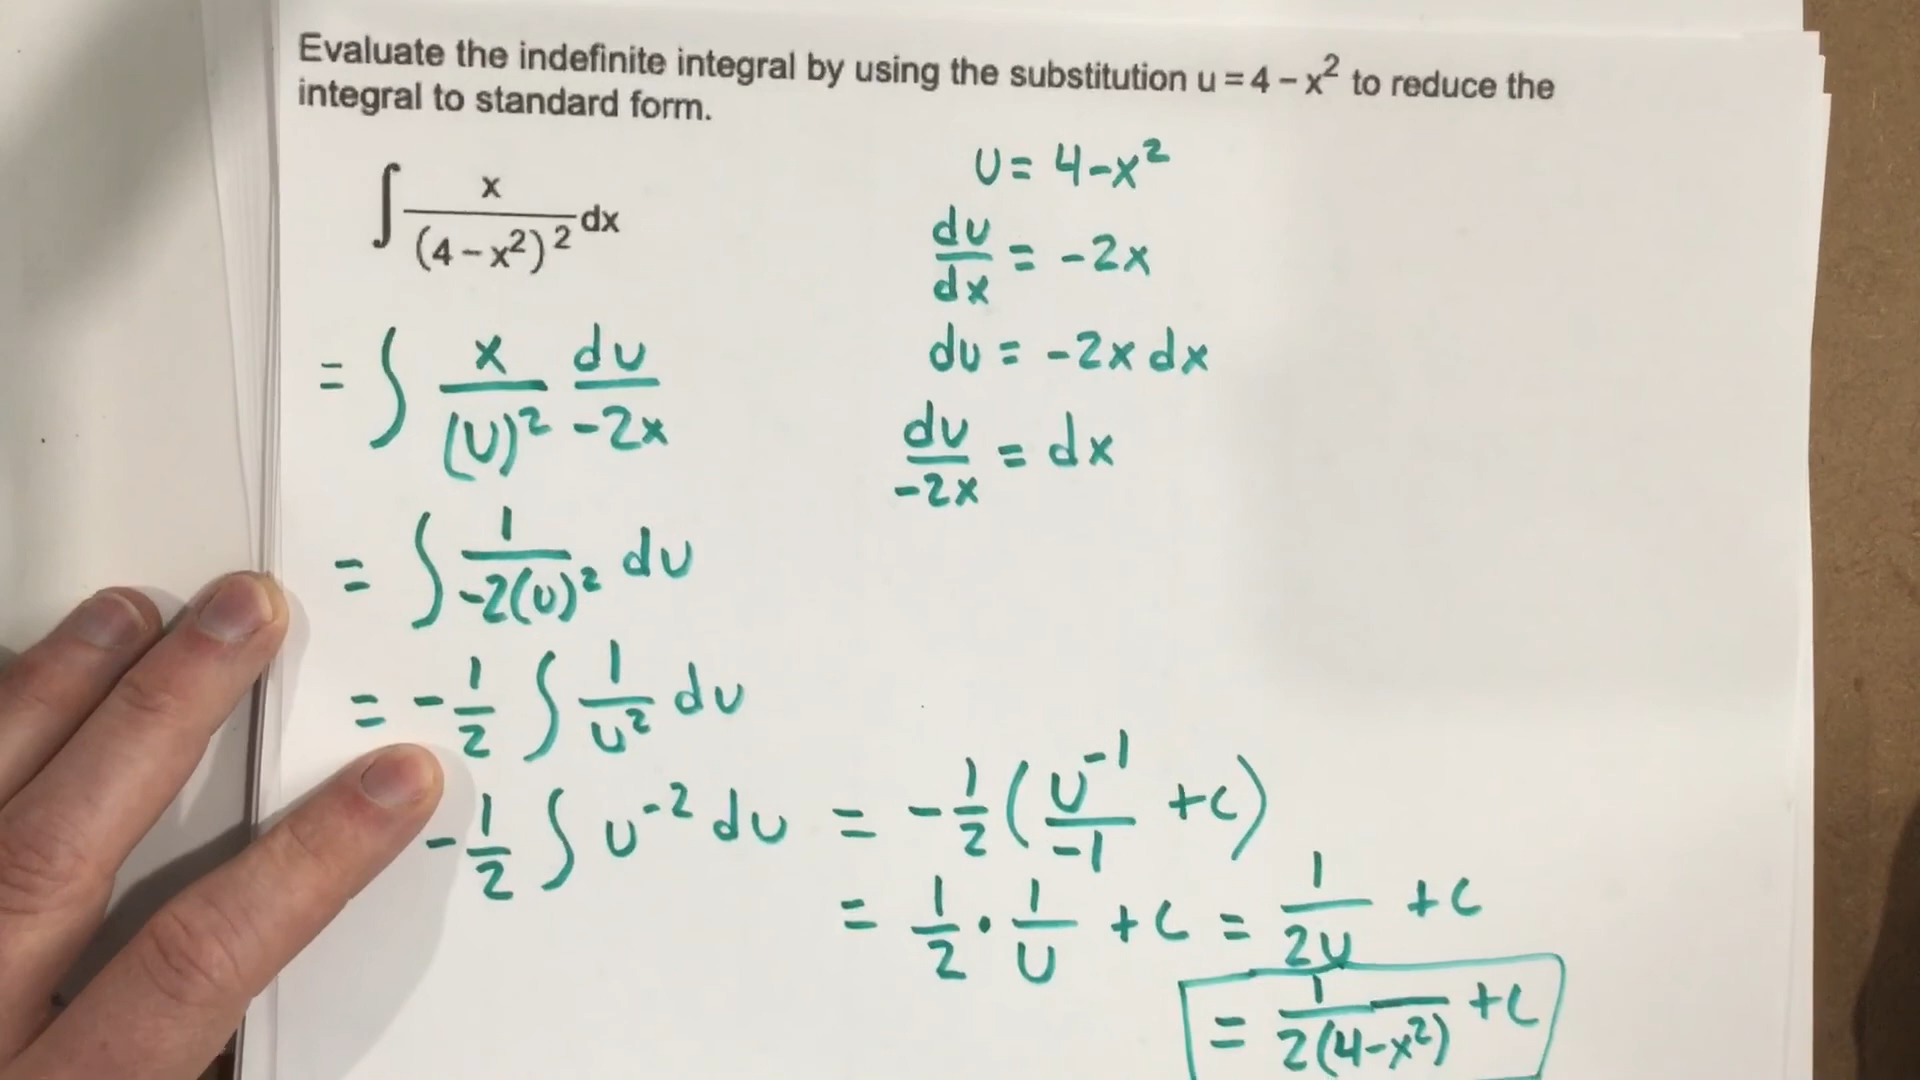 Evaluate the indefinite integral by using the substitution u = 4 – x² to reduce the
integral to standard form.
∫ x/(4 – x²)² dx
= ∫ x/(U)² du/-2x
= ∫ 1/-2(U)² du
= -1/2 ∫ 1/U² du
-1/2 ∫ U⁻² du = -1/2 (U⁻¹/-1 + C)
= 1/2 · 1/U + C = 1/2U + C
= 1/2(4-x²) + C
U = 4-x²
du/dx = -2x
du = -2x dx
du/-2x = dx